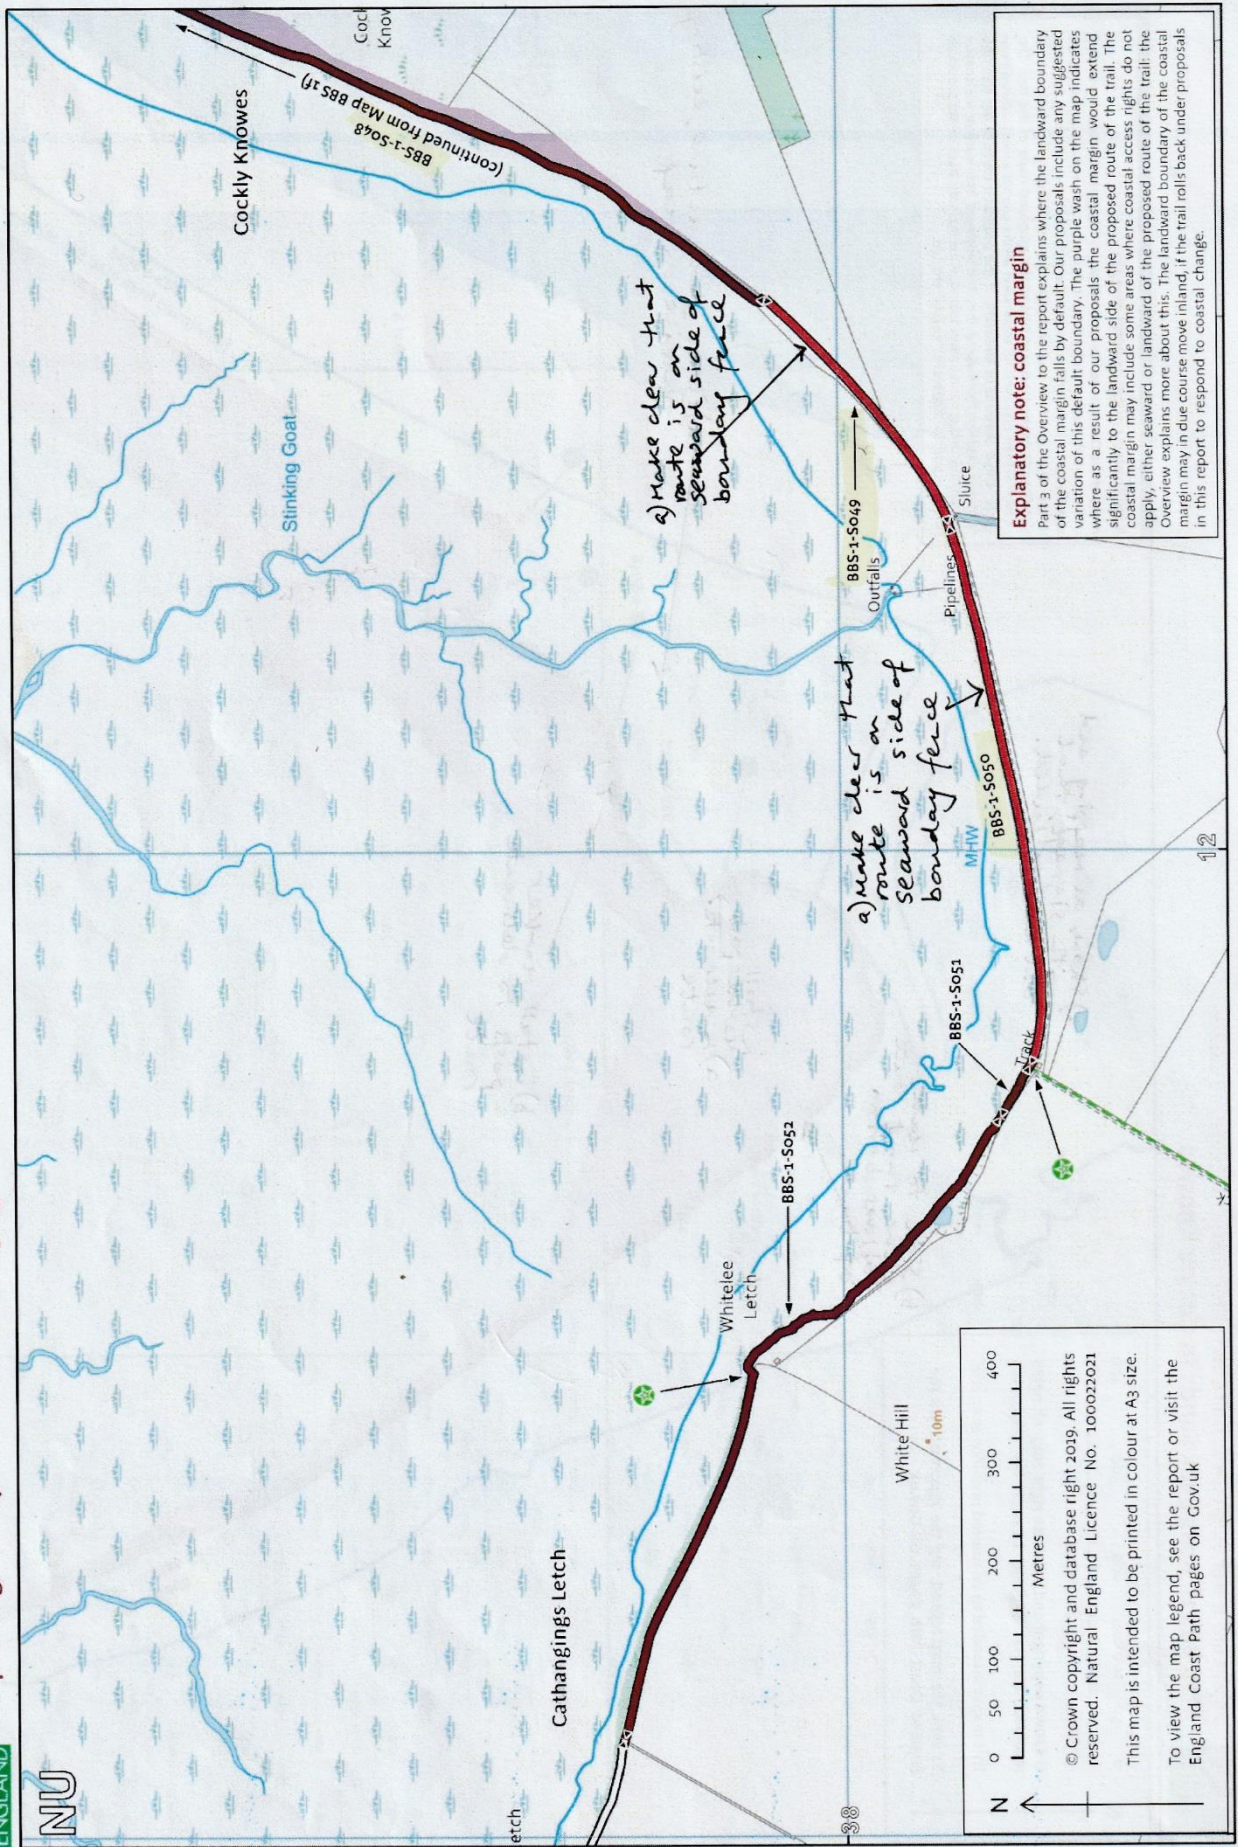 ENGLAND
NU
Cockly Knowes
Cock
Know
BBS-1-S048
(continued from Map BBS 1f)
Stinking Goat
a) Make clear that
route is on
seaward side of
bounday fence
BBS-1-S049
Outfalls
Sluice
Pipelines
a) Make clear that
route is on
seaward side of
bounday fence
MHW
BBS-1-S050
BBS-1-S051
Track
BBS-1-S052
Whitelee
Letch
Cathangings Letch
etch
White Hill
10m
38
12
Explanatory note: coastal margin
Part 3 of the Overview to the report explains where the landward boundary
of the coastal margin falls by default. Our proposals include any suggested
variation of this default boundary. The purple wash on the map indicates
where as a result of our proposals the coastal margin would extend
significantly to the landward side of the proposed route of the trail. The
coastal margin may include some areas where coastal access rights do not
apply, either seaward or landward of the proposed route of the trail: the
Overview explains more about this. The landward boundary of the coastal
margin may in due course move inland, if the trail rolls back under proposals
in this report to respond to coastal change.
N
0 50 100 200 300 400
Metres
© Crown copyright and database right 2019. All rights
reserved. Natural England Licence No. 100022021
This map is intended to be printed in colour at A3 size.
To view the map legend, see the report or visit the
England Coast Path pages on Gov.uk